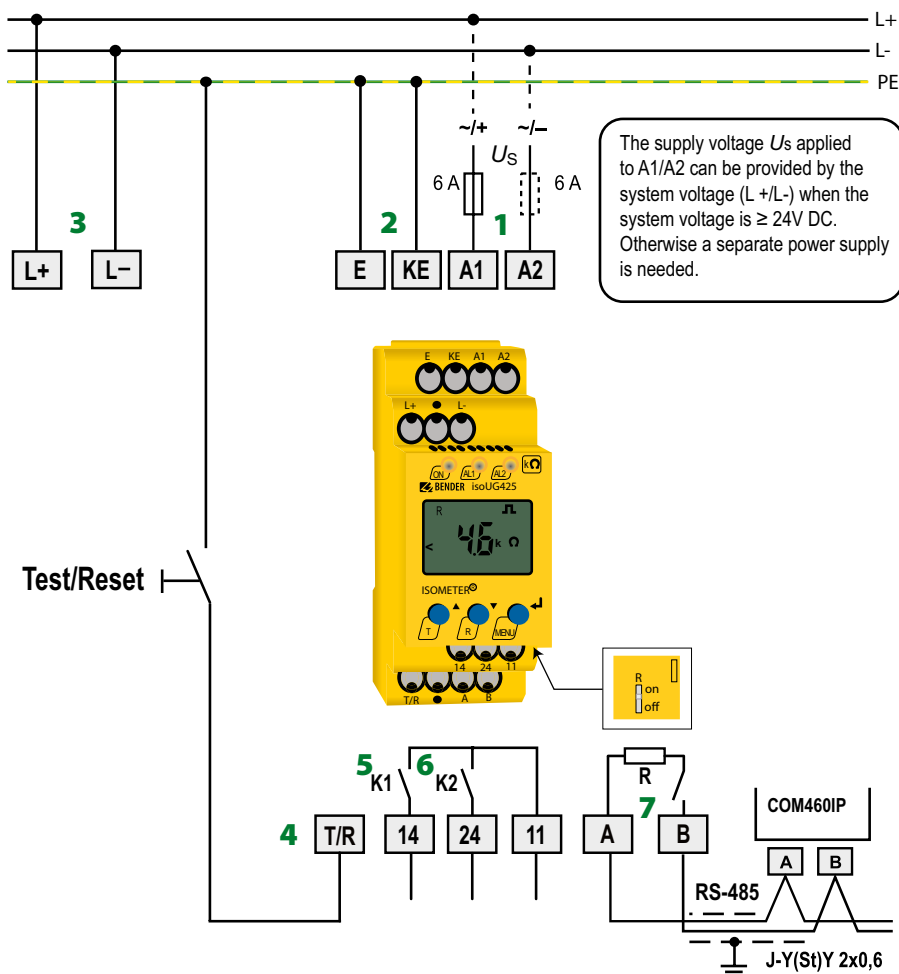 L+
L-
PE
~/+ ~/–
Us
6 A 6 A
The supply voltage Us applied
to A1/A2 can be provided by the
system voltage (L +/L-) when the
system voltage is ≥ 24V DC.
Otherwise a separate power supply
is needed.
3 2 1
L+ L– E KE A1 A2
E KE A1 A2
L+ L-
ON AL1 AL2 kΩ
BENDER isoUG425
R
< 4.6 k Ω
ISOMETER®
T R MENU
14 24 11
T/R A B
Test/Reset
R
on
off
5 K1 6 K2 R
7
COM460IP
4 T/R 14 24 11 A B
A B
RS-485
J-Y(St)Y 2x0,6